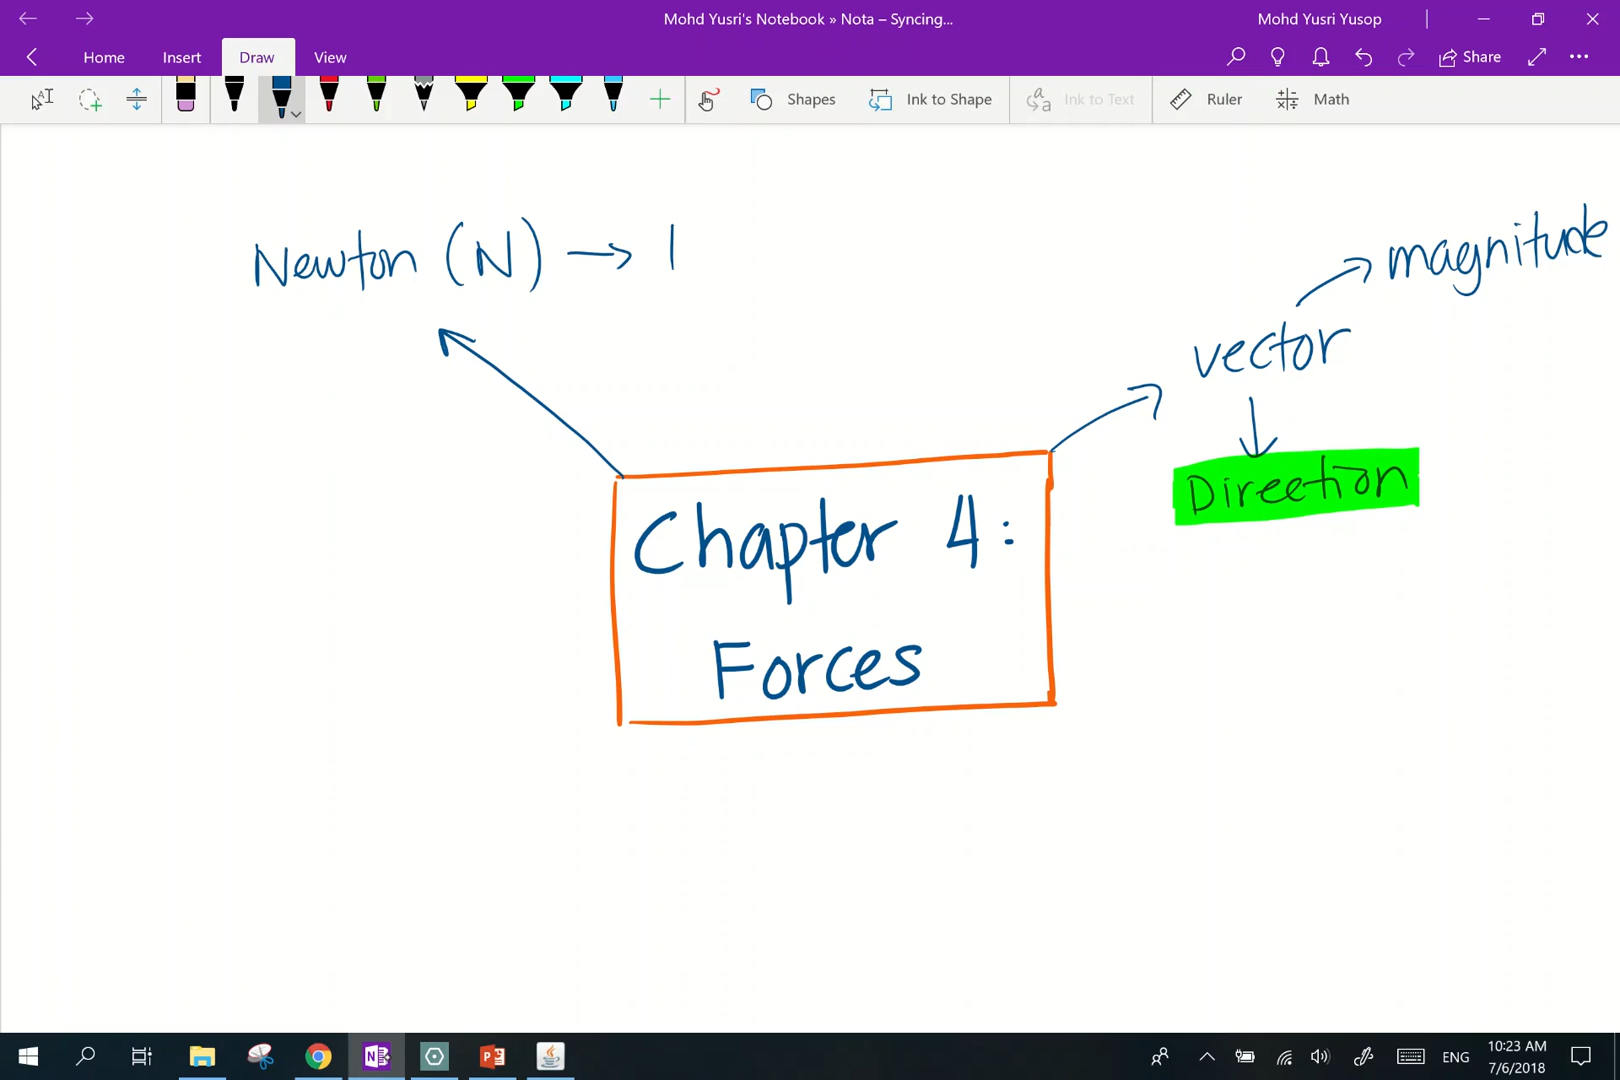 Mohd Yusri's Notebook » Nota – Syncing...
Mohd Yusri Yusop
Home Insert Draw View
Share
Shapes Ink to Shape Ink to Text Ruler Math
Newton (N) → 1
magnitude
vector
Direction
Chapter 4:
Forces
ENG
10:23 AM
7/6/2018